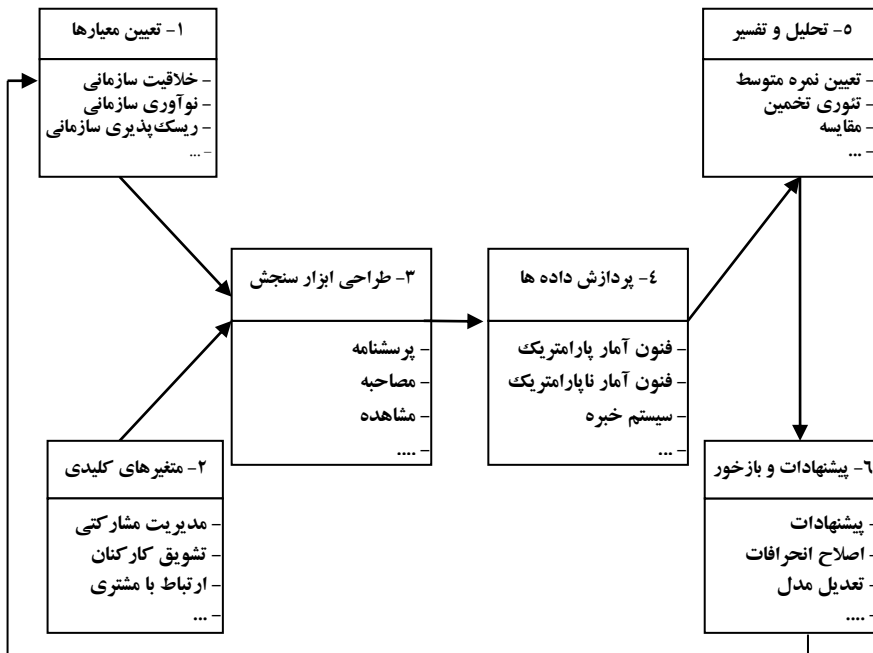 ۱- تعیین معیارها
- خلاقیت سازمانی
- نوآوری سازمانی
- ریسک‌پذیری سازمانی
- ...
۲- متغیرهای کلیدی
- مدیریت مشارکتی
- تشویق کارکنان
- ارتباط با مشتری
- ...
۳- طراحی ابزار سنجش
- پرسشنامه
- مصاحبه
- مشاهده
- ....
٤- پردازش داده ها
- فنون آمار پارامتریک
- فنون آمار ناپارامتریک
- سیستم خبره
- ...
۵- تحلیل و تفسیر
- تعیین نمره متوسط
- تئوری تخمین
- مقایسه
- ...
٦- پیشنهادات و بازخور
- پیشنهادات
- اصلاح انحرافات
- تعدیل مدل
- ....